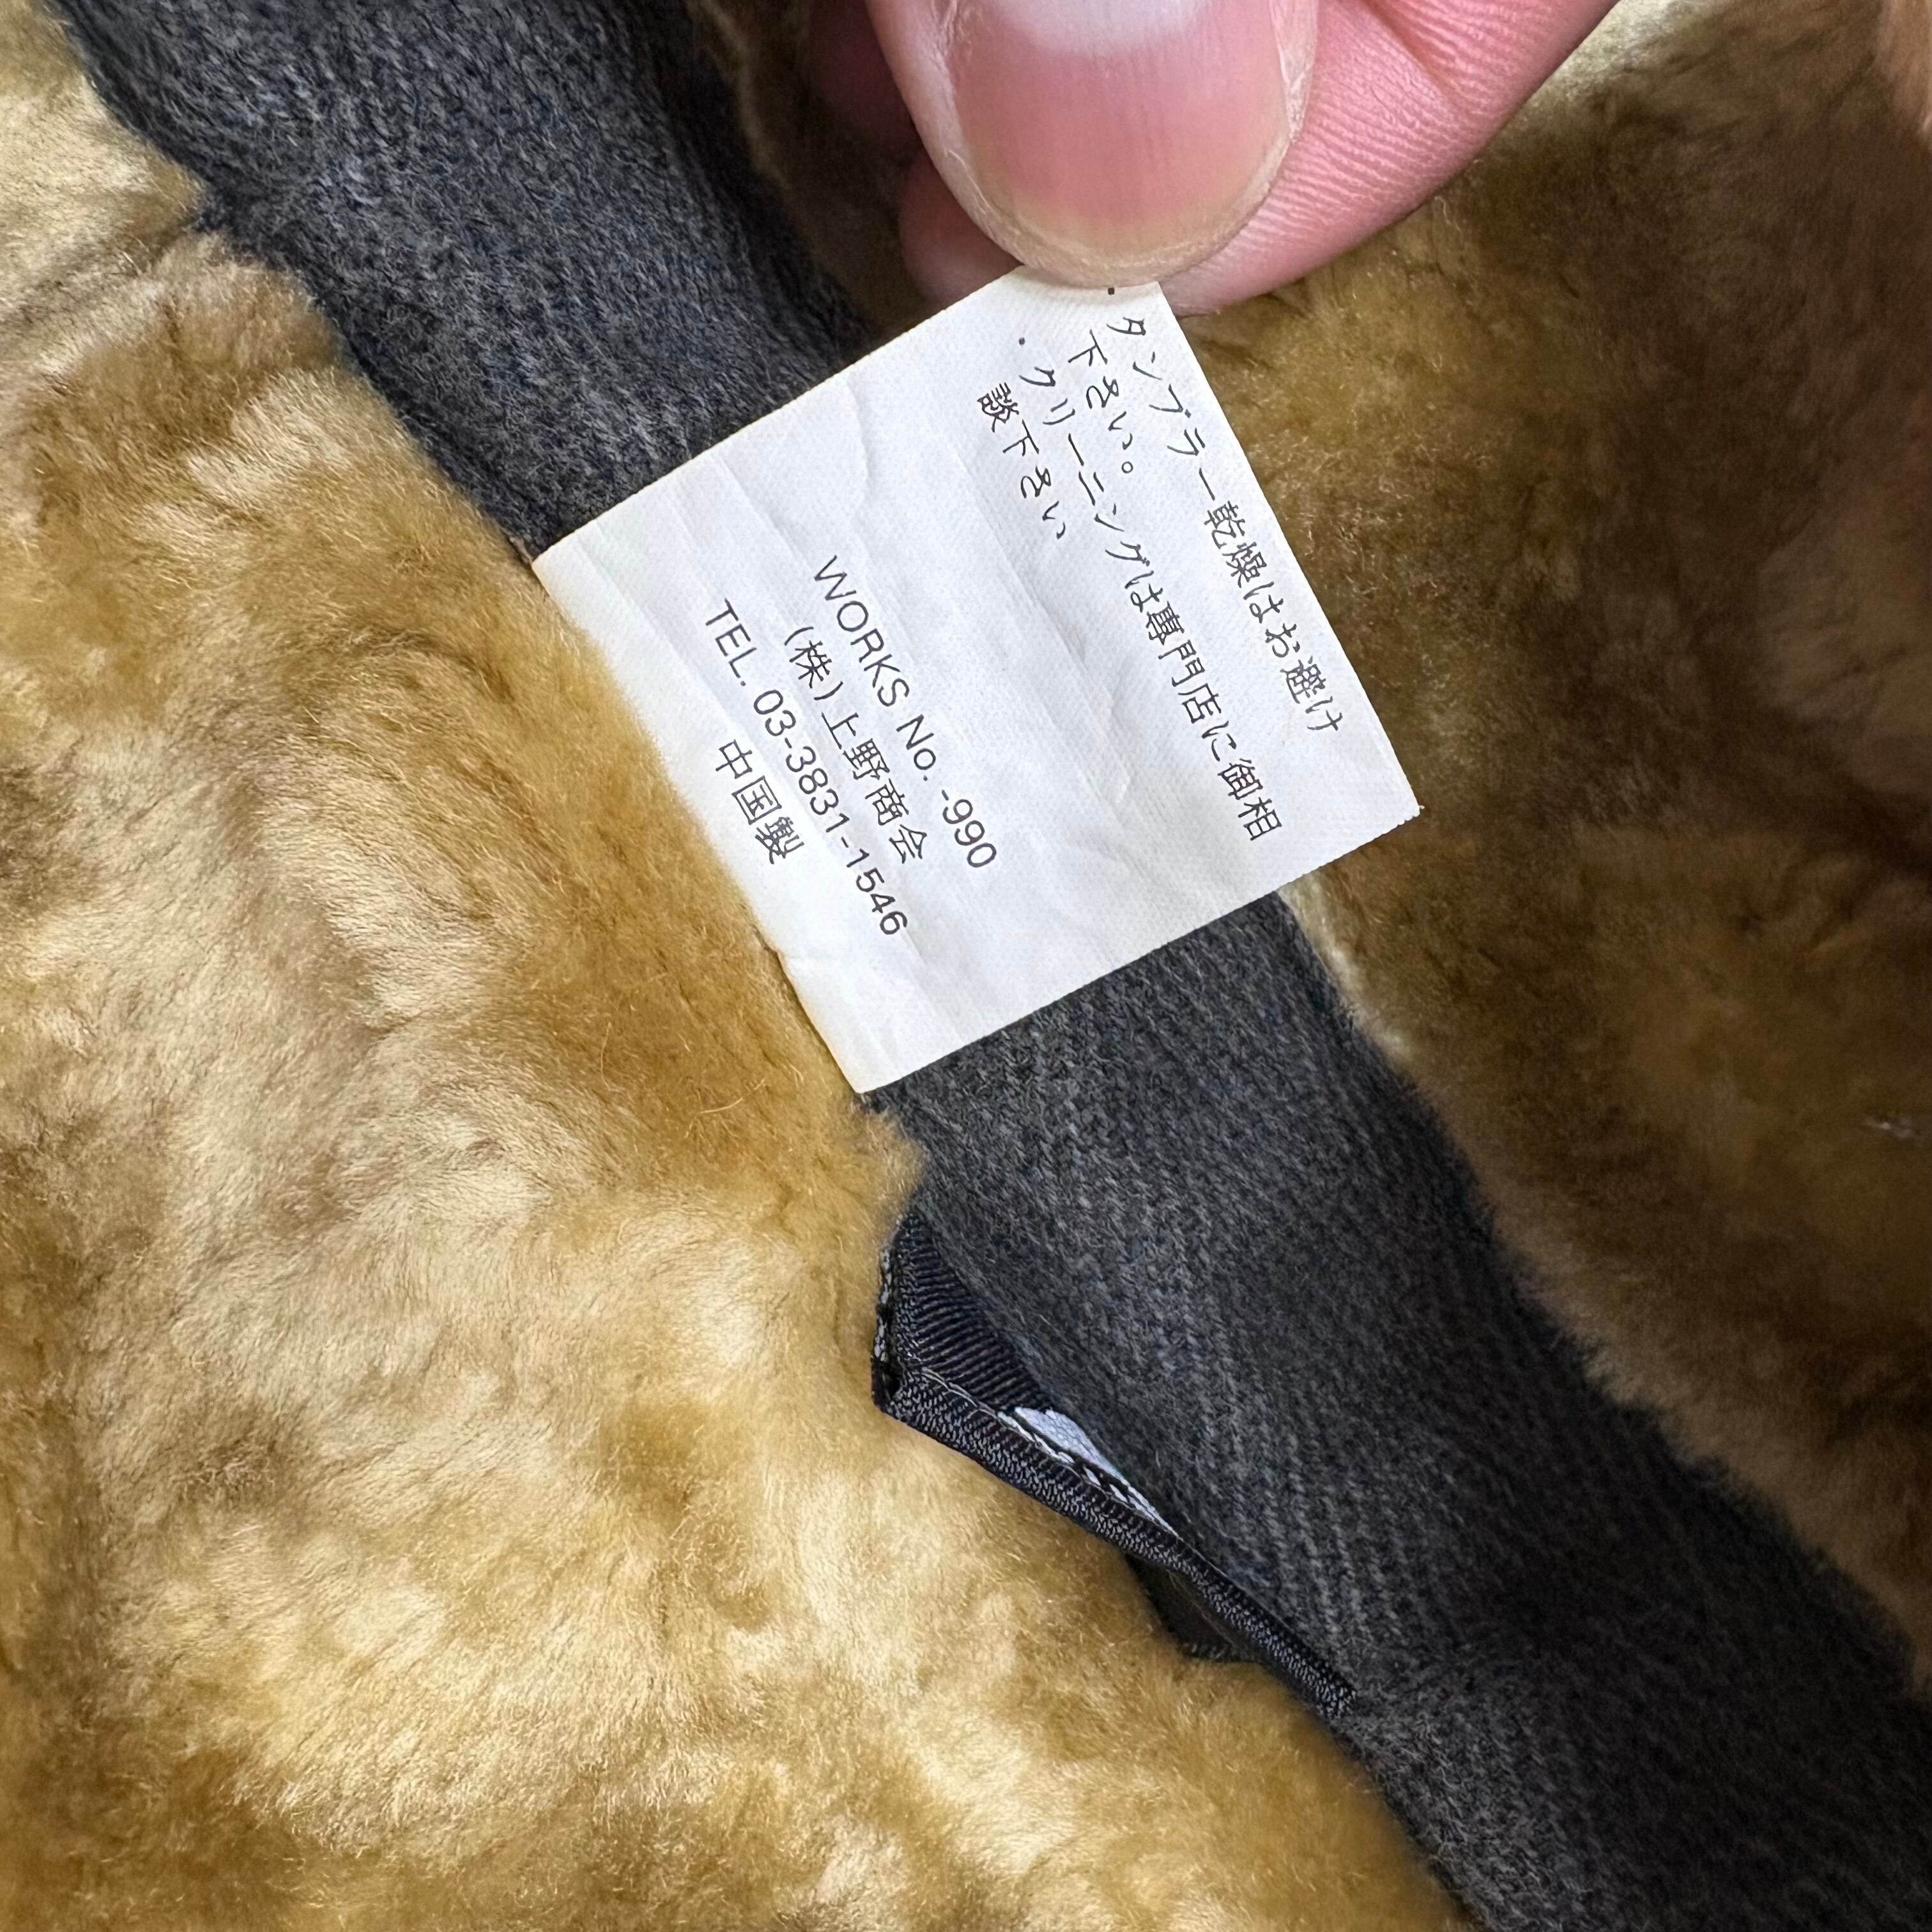 ・タンブラー乾燥はお避け
下さい。
・クリーニングは専門店に御相
談下さい
WORKS No. -990
(株)上野商会
TEL. 03-3831-1546
中国製